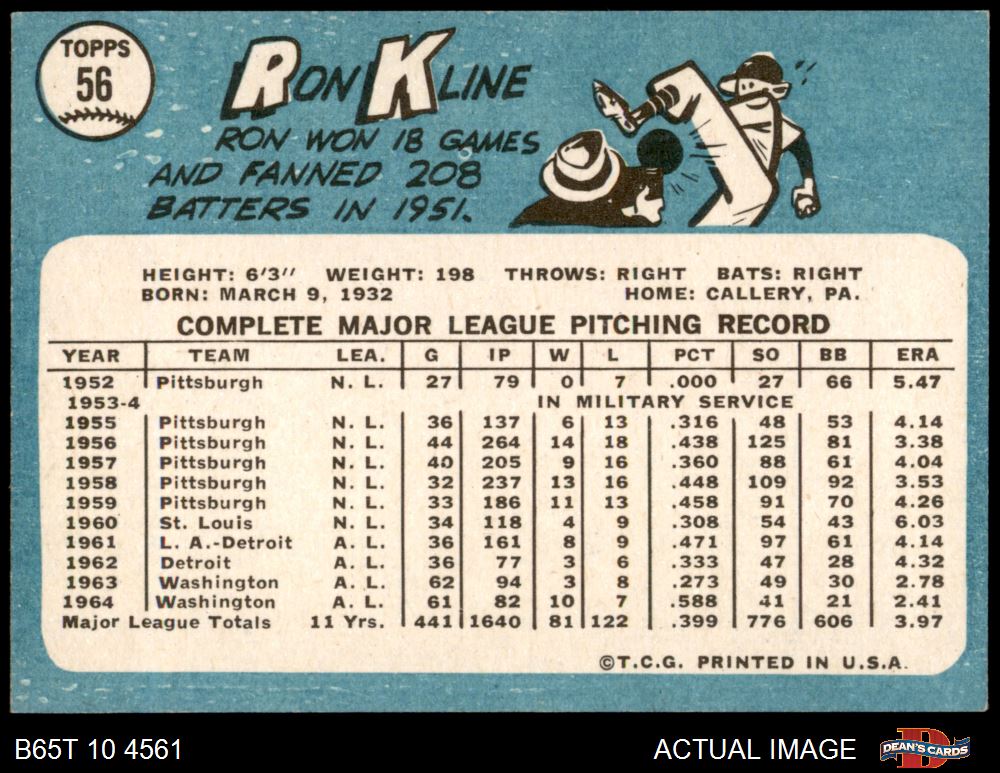 TOPPS
56
RON KLINE
RON WON 18 GAMES
AND FANNED 208
BATTERS IN 1951.
HEIGHT: 6'3" WEIGHT: 198 THROWS: RIGHT BATS: RIGHT
BORN: MARCH 9, 1932 HOME: CALLERY, PA.
COMPLETE MAJOR LEAGUE PITCHING RECORD
YEAR TEAM LEA. G IP W L PCT SO BB ERA
1952 Pittsburgh N. L. 27 79 0 7 .000 27 66 5.47
1953-4 IN MILITARY SERVICE
1955 Pittsburgh N. L. 36 137 6 13 .316 48 53 4.14
1956 Pittsburgh N. L. 44 264 14 18 .438 125 81 3.38
1957 Pittsburgh N. L. 40 205 9 16 .360 88 61 4.04
1958 Pittsburgh N. L. 32 237 13 16 .448 109 92 3.53
1959 Pittsburgh N. L. 33 186 11 13 .458 91 70 4.26
1960 St. Louis N. L. 34 118 4 9 .308 54 43 6.03
1961 L. A.-Detroit A. L. 36 161 8 9 .471 97 61 4.14
1962 Detroit A. L. 36 77 3 6 .333 47 28 4.32
1963 Washington A. L. 62 94 3 8 .273 49 30 2.78
1964 Washington A. L. 61 82 10 7 .588 41 21 2.41
Major League Totals 11 Yrs. 441 1640 81 122 .399 776 606 3.97
©T.C.G. PRINTED IN U.S.A.
B65T 10 4561 ACTUAL IMAGE DEAN'S CARDS